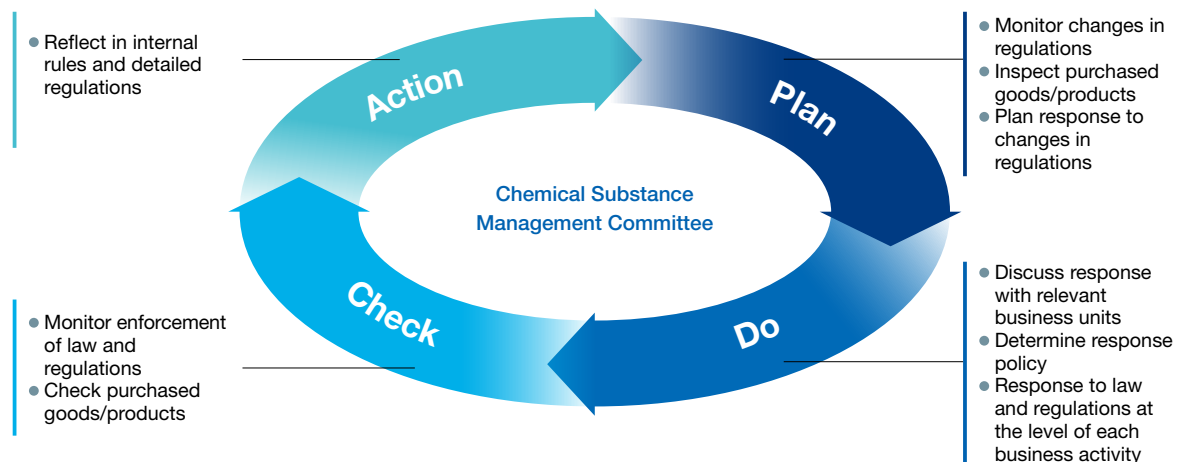 ● Reflect in internal
rules and detailed
regulations
Action
Plan
● Monitor changes in
regulations
● Inspect purchased
goods/products
● Plan response to
changes in
regulations
Chemical Substance
Management Committee
● Monitor enforcement
of law and
regulations
● Check purchased
goods/products
Check
Do
● Discuss response
with relevant
business units
● Determine response
policy
● Response to law
and regulations at
the level of each
business activity